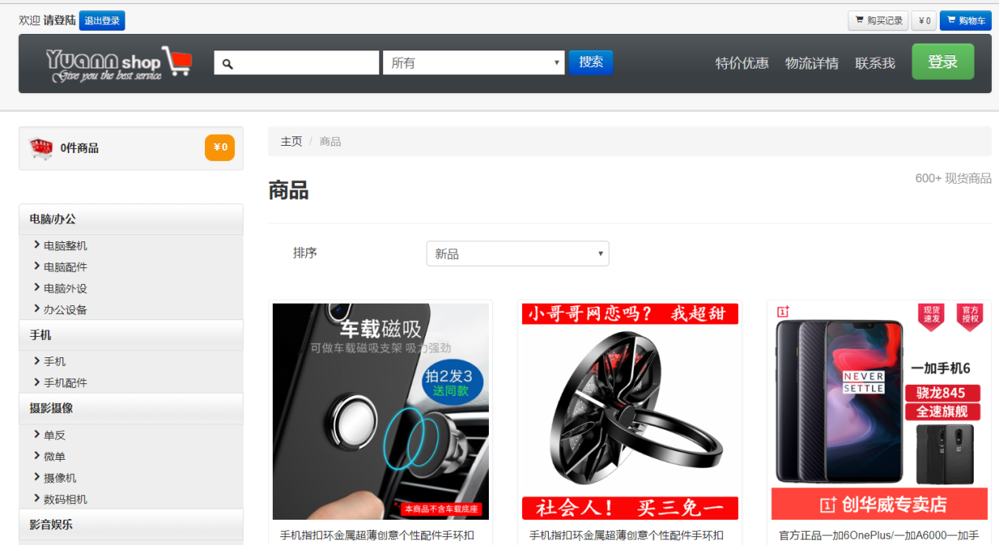 欢迎 请登陆 退出登录
购买记录 ¥0 购物车
Yuann shop
Give you the best service
所有 搜索
特价优惠 物流详情 联系我 登录
0件商品 ¥0
主页 / 商品
商品
600+ 现货商品
排序 新品
电脑/办公
电脑整机
电脑配件
电脑外设
办公设备
手机
手机
手机配件
摄影摄像
单反
微单
摄像机
数码相机
影音娱乐
车载磁吸
可做车载磁吸支架 吸力强劲
拍2发3
送同款
本商品不含车载底座
手机指扣环金属超薄创意个性配件手环扣
小哥哥网恋吗? 我超甜
社会人! 买三免一
手机指扣环金属超薄创意个性配件手环扣
现货
速发
官方
授权
一加手机6
NEVER
SETTLE
骁龙845
全速旗舰
创华威专卖店
官方正品一加6OnePlus/一加A6000一加手